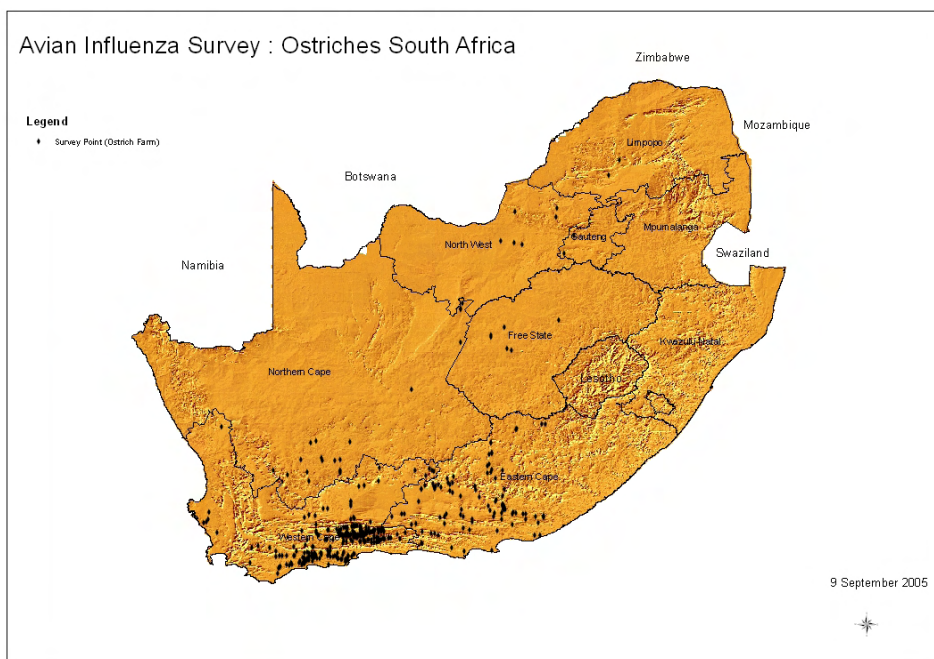 Avian Influenza Survey : Ostriches South Africa
Zimbabwe
Legend
Mozambique
Survey Point (Ostrich Farm)
Limpopo
Botswana
Mpumalanga
Gauteng
North West
Swaziland
Namibia
Free State
Kwazulu-Natal
Northern Cape
Lesotho
Eastern Cape
Western Cape
9 September 2005